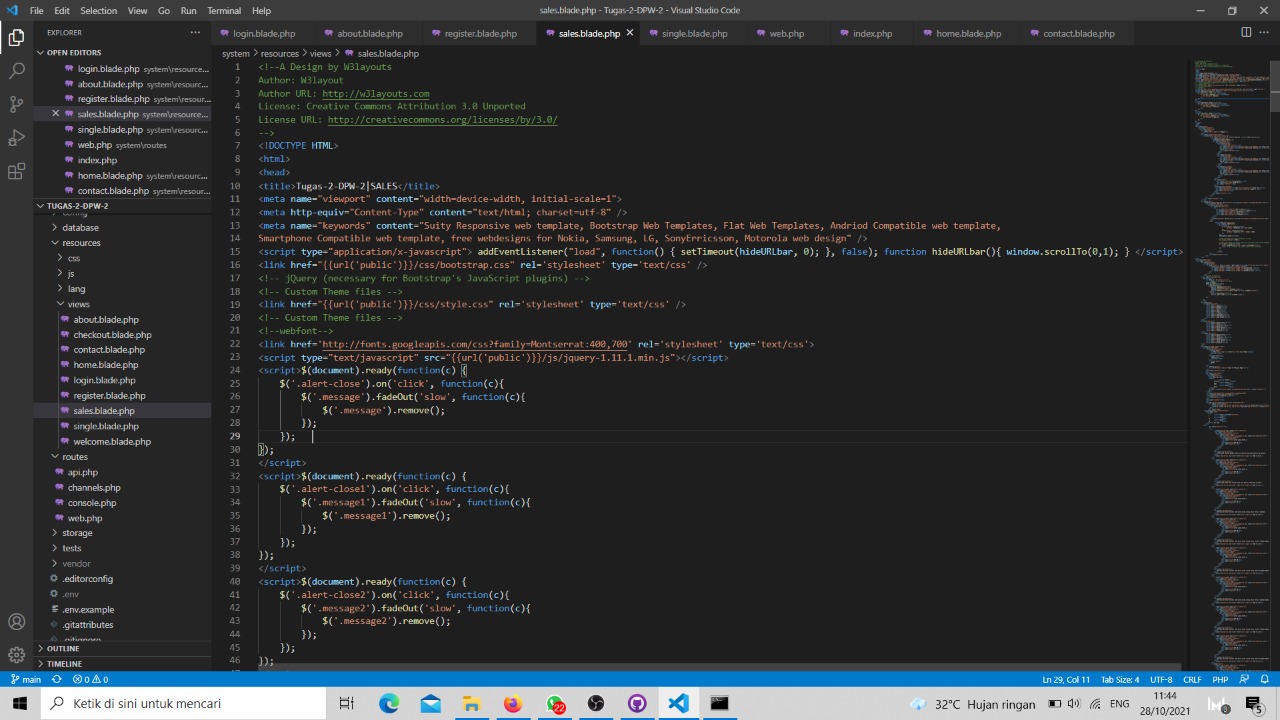 File Edit Selection View Go Run Terminal Help
sales.blade.php - Tugas-2-DPW-2 - Visual Studio Code
EXPLORER
OPEN EDITORS
login.blade.php system\resource...
about.blade.php system\resourc...
register.blade.php system\resour...
sales.blade.php system\resource...
single.blade.php system\resourc...
web.php system\routes
index.php
home.blade.php system\resourc...
contact.blade.php system\resou...
TUGAS-2-DPW-2
config
database
resources
css
js
lang
views
about.blade.php
checkout.blade.php
contact.blade.php
home.blade.php
login.blade.php
register.blade.php
sales.blade.php
single.blade.php
welcome.blade.php
routes
api.php
channels.php
console.php
web.php
storage
tests
vendor
.editorconfig
.env
.env.example
.gitattributes
.gitignore
OUTLINE
TIMELINE
login.blade.php about.blade.php register.blade.php sales.blade.php single.blade.php web.php index.php home.blade.php contact.blade.php
system > resources > views > sales.blade.php
1 <!--A Design by W3layouts
2 Author: W3layout
3 Author URL: http://w3layouts.com
4 License: Creative Commons Attribution 3.0 Unported
5 License URL: http://creativecommons.org/licenses/by/3.0/
6 -->
7 <!DOCTYPE HTML>
8 <html>
9 <head>
10 <title>Tugas-2-DPW-2|SALES</title>
11 <meta name="viewport" content="width=device-width, initial-scale=1">
12 <meta http-equiv="Content-Type" content="text/html; charset=utf-8" />
13 <meta name="keywords" content="Surfhouse Responsive web template, Bootstrap Web Templates, Flat Web Templates, Andriod Compatible web template,
14 Smartphone Compatible web template, free webdesigns for Nokia, Samsung, LG, SonyErricsson, Motorola web design" />
15 <script type="application/x-javascript"> addEventListener("load", function() { setTimeout(hideURLbar, 0); }, false); function hideURLbar(){ window.scrollTo(0,1); } </script>
16 <link href="{{url('public')}}/css/bootstrap.css" rel='stylesheet' type='text/css' />
17 <!-- jQuery (necessary for Bootstrap's JavaScript plugins) -->
18 <!-- Custom Theme files -->
19 <link href="{{url('public')}}/css/style.css" rel='stylesheet' type='text/css' />
20 <!-- Custom Theme files -->
21 <!--webfont-->
22 <link href='http://fonts.googleapis.com/css?family=Montserrat:400,700' rel='stylesheet' type='text/css'>
23 <script type="text/javascript" src="{{url('public')}}/js/jquery-1.11.1.min.js"></script>
24 <script>$(document).ready(function(c) {
25 $('.alert-close').on('click', function(c){
26 $('.message').fadeOut('slow', function(c){
27 $('.message').remove();
28 });
29 });
30 });
31 </script>
32 <script>$(document).ready(function(c) {
33 $('.alert-close1').on('click', function(c){
34 $('.message1').fadeOut('slow', function(c){
35 $('.message1').remove();
36 });
37 });
38 });
39 </script>
40 <script>$(document).ready(function(c) {
41 $('.alert-close2').on('click', function(c){
42 $('.message2').fadeOut('slow', function(c){
43 $('.message2').remove();
44 });
45 });
46 });
main 0 0 Ln 29, Col 11 Tab Size: 4 UTF-8 CRLF PHP
Ketik di sini untuk mencari
22
32°C Hujan ringan
ENG
11:44
20/10/2021
3
5